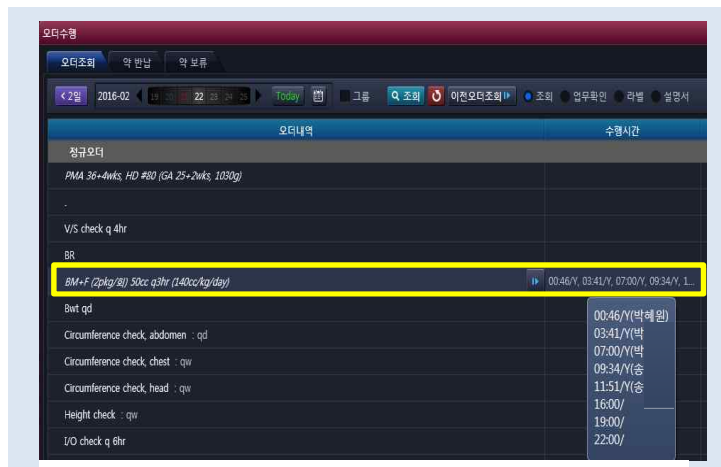 오더수행
오더조회 약 반납 약 보류
< 2일 2016-02 19 20 21 22 23 24 25 Today 그룹 조회 이전오더조회 조회 업무확인 라벨 설명서
오더내역 수행시간
정규오더
PMA 36+4wks, HD #80 (GA 25+2wks, 1030g)
.
V/S check q 4hr
BR
BM+F (2pkg/회) 50cc q3hr (140cc/kg/day) 00:46/Y, 03:41/Y, 07:00/Y, 09:34/Y, 1...
Bwt qd
Circumference check, abdomen : qd
Circumference check, chest : qw
Circumference check, head : qw
Height check : qw
I/O check q 6hr
00:46/Y(박혜원)
03:41/Y(박
07:00/Y(박
09:34/Y(송
11:51/Y(송
16:00/
19:00/
22:00/